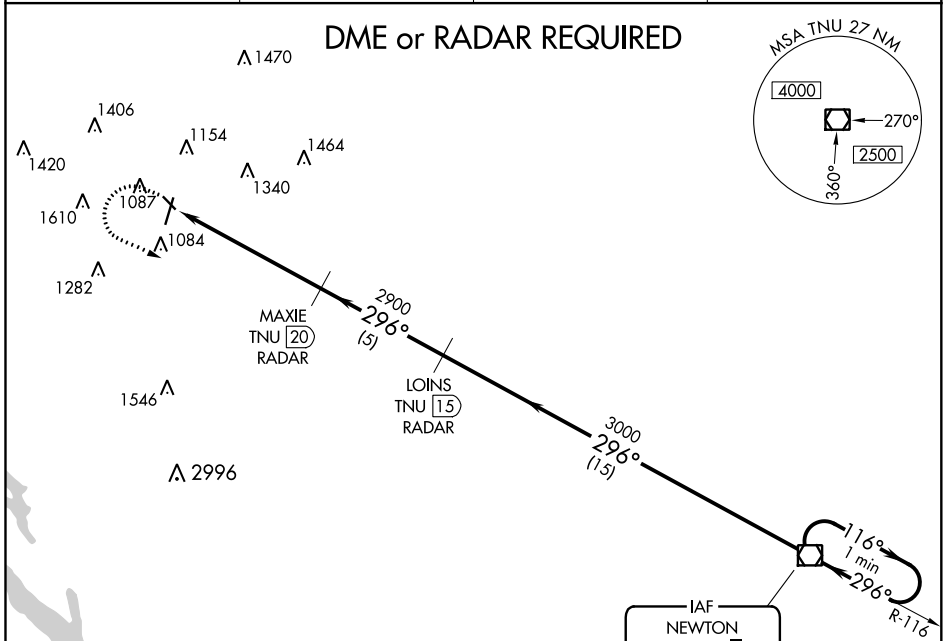 DME or RADAR REQUIRED
MSA TNU 27 NM
4000
270°
2500
360°
1470
1406
1154
1464
1420
1340
1087
1610
1084
1282
2900
296°
(5)
MAXIE
TNU 20
RADAR
LOINS
TNU 15
RADAR
1546
3000
296°
(15)
2996
116°
1 min
296°
R-116
IAF
NEWTON